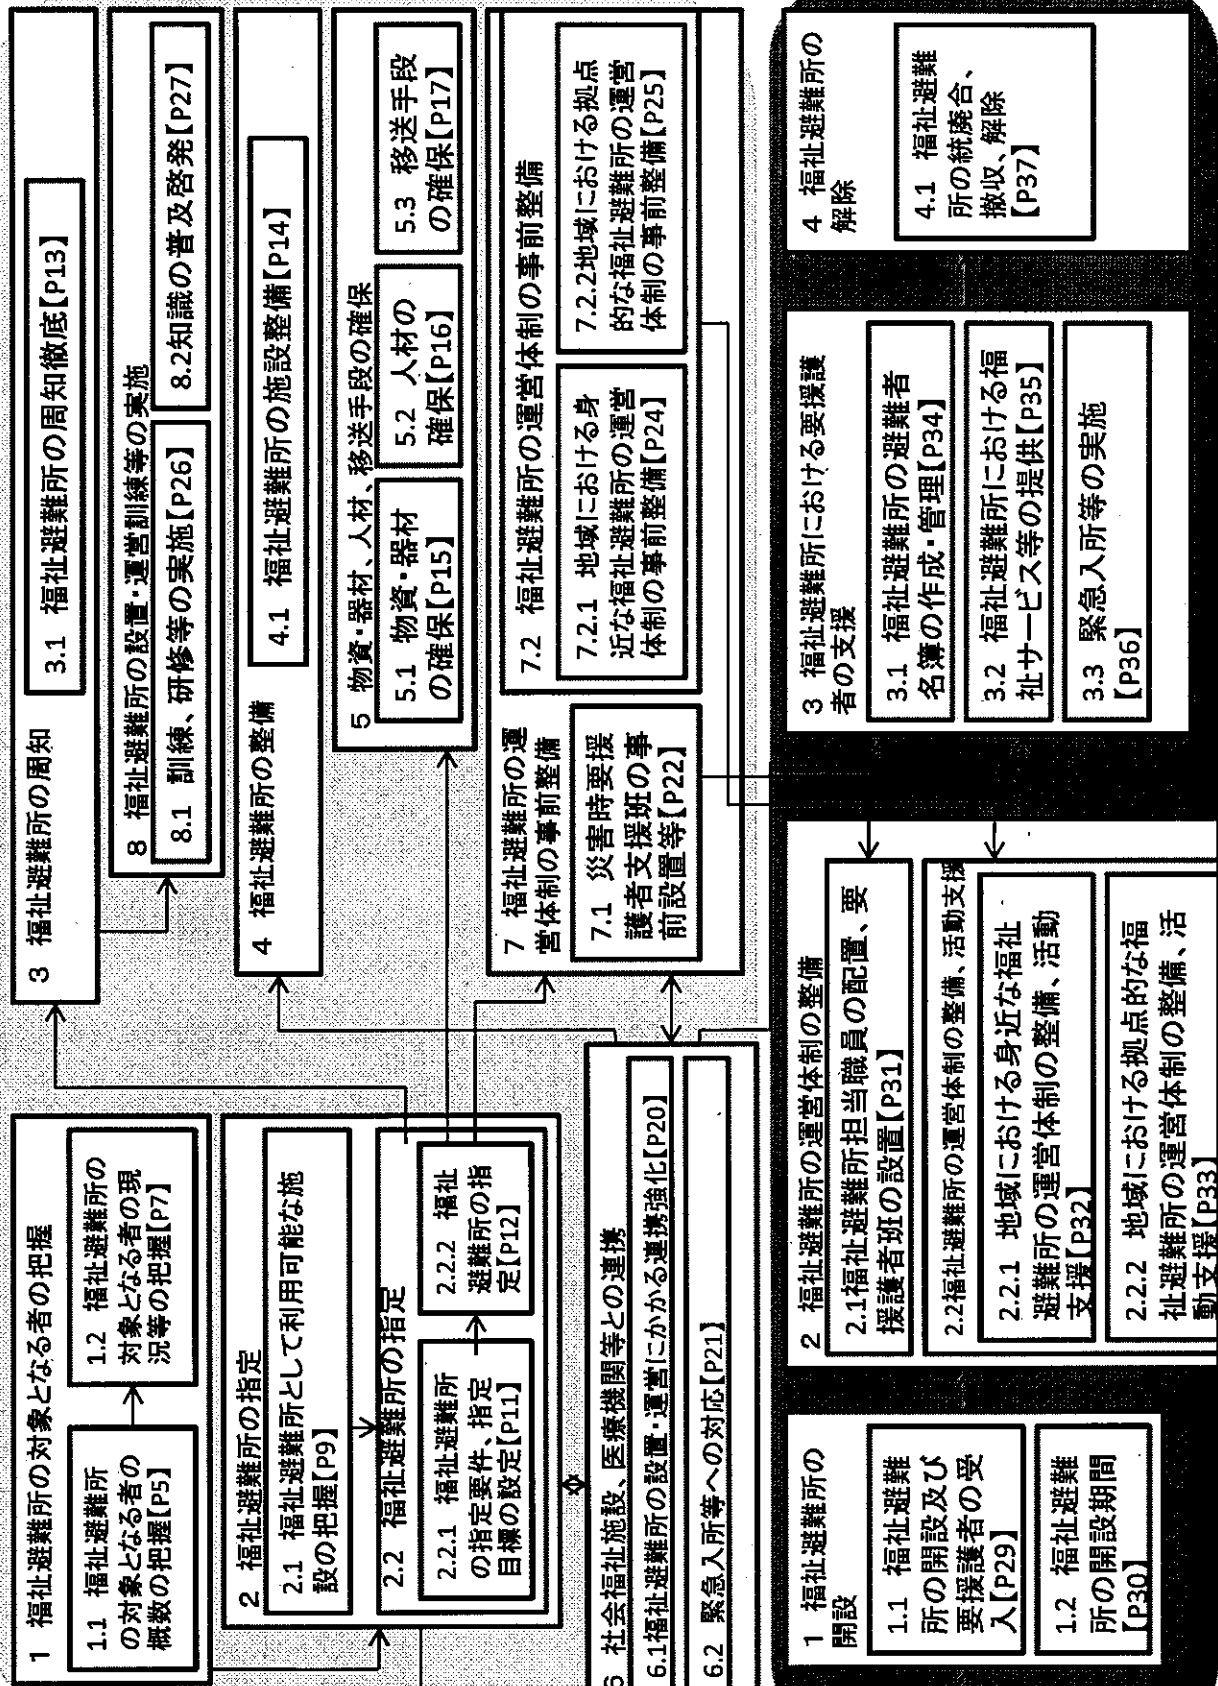 1 福祉避難所の対象となる者の把握
1.1 福祉避難所
の対象となる者の
概数の把握【P5】
1.2 福祉避難所の
対象となる者の現
況等の把握【P7】
2 福祉避難所の指定
2.1 福祉避難所として利用可能な施
設の把握【P9】
2.2 福祉避難所の指定
2.2.1 福祉避難所
の指定要件、指定
目標の設定【P11】
2.2.2 福祉
避難所の指
定【P12】
3 福祉避難所の周知
3.1 福祉避難所の周知徹底【P13】
8 福祉避難所の設置・運営訓練等の実施
8.1 訓練、研修等の実施【P26】
8.2知識の普及啓発【P27】
4 福祉避難所の整備
4.1 福祉避難所の施設整備【P14】
5 物資・器材、人材、移送手段の確保
5.1 物資・器材
の確保【P15】
5.2 人材の
確保【P16】
5.3 移送手段
の確保【P17】
6 社会福祉施設、医療機関等との連携
6.1福祉避難所の設置・運営にかかる連携強化【P20】
6.2 緊急入所等への対応【P21】
7 福祉避難所の運
営体制の事前整備
7.1 災害時要援
護者支援班の事
前設置等【P22】
7.2 福祉避難所の運営体制の事前整備
7.2.1 地域における身
近な福祉避難所の運営
体制の事前整備【P24】
7.2.2地域における拠点
的な福祉避難所の運営
体制の事前整備【P25】
1 福祉避難所の
開設
1.1 福祉避難
所の開設及び
要援護者の受
入【P29】
1.2 福祉避難
所の開設期間
【P30】
2 福祉避難所の運営体制の整備
2.1福祉避難所担当職員の配置、要
援護者班の設置【P31】
2.2福祉避難所の運営体制の整備、活動支援
2.2.1 地域における身近な福祉
避難所の運営体制の整備、活動
支援【P32】
2.2.2 地域における拠点的な福
祉避難所の運営体制の整備、活
動支援【P33】
3 福祉避難所における要援護
者の支援
3.1 福祉避難所の避難者
名簿の作成・管理【P34】
3.2 福祉避難所における福
祉サービス等の提供【P35】
3.3 緊急入所等の実施
【P36】
4 福祉避難所の
解除
4.1 福祉避難
所の統廃合、
撤収、解除
【P37】